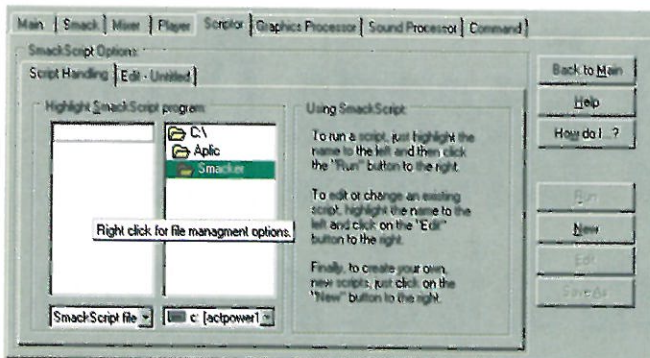 Main Smack Mixer Player Scriptor Graphics Processor Sound Processor Command
SmackScript Options:
Script Handling Edit - Untitled
Highlight SmackScript program:
C:\
Aplic
Smacker
Right click for file managment options.
SmackScript file
c: [actpower1
Using SmackScript:
To run a script, just highlight the
name to the left and then click
the "Run" button to the right.
To edit or change an existing
script, highlight the name to the
left and click on the "Edit"
button to the right.
Finally, to create your own,
new scripts, just click on the
"New" button to the right.
Back to Main
Help
How do I ...?
Run
New
Edit
Save As